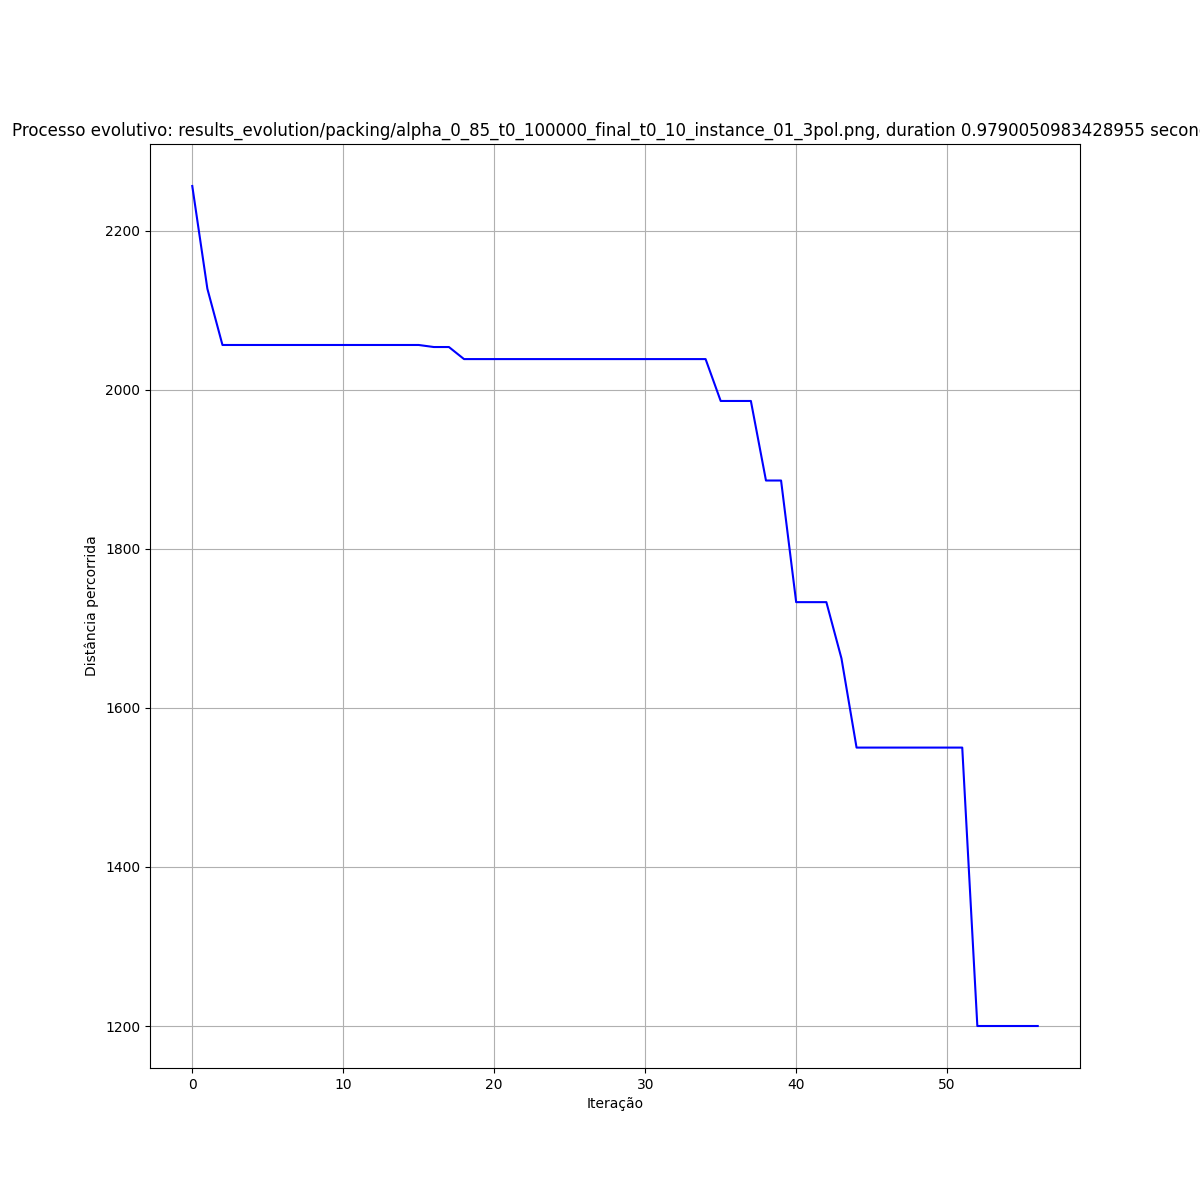 Processo evolutivo: results_evolution/packing/alpha_0_85_t0_100000_final_t0_10_instance_01_3pol.png, duration 0.9790050983428955 secon
2200
2000
1800
1600
1400
1200
Distância percorrida
0 10 20 30 40 50
Iteração